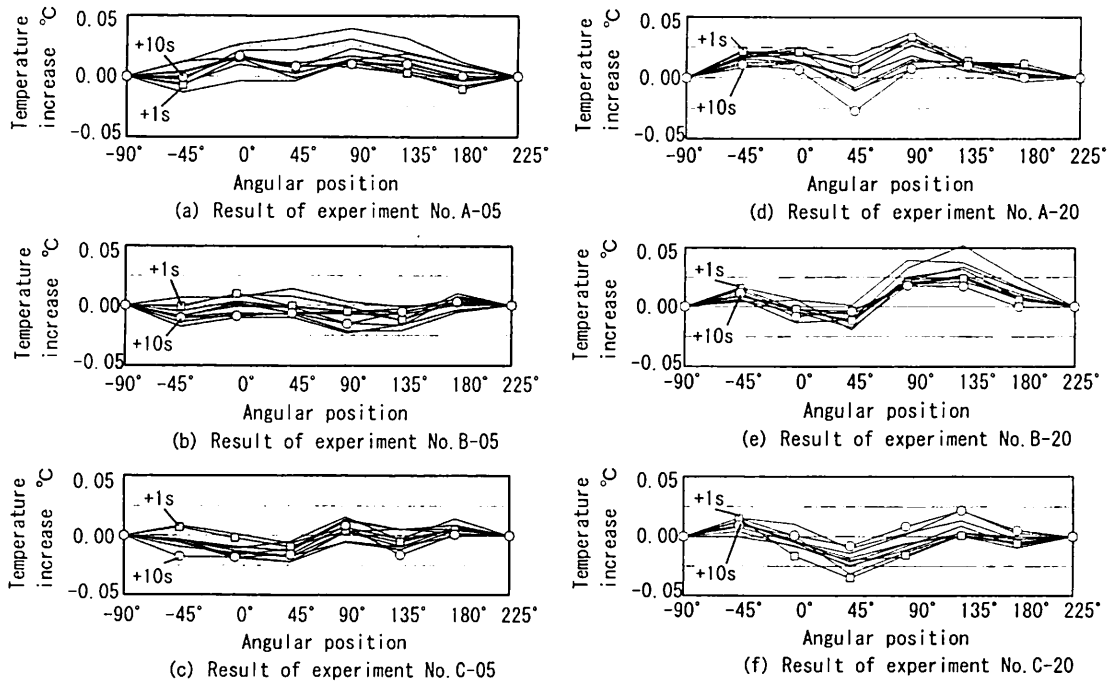 Temperature increase °C
0.05
0.00
-0.05
+10s
+1s
-90° -45° 0° 45° 90° 135° 180° 225°
Angular position
(a) Result of experiment No.A-05
Temperature increase °C
0.05
0.00
-0.05
+1s
+10s
-90° -45° 0° 45° 90° 135° 180° 225°
Angular position
(d) Result of experiment No.A-20
Temperature increase °C
0.05
0.00
-0.05
+1s
+10s
-90° -45° 0° 45° 90° 135° 180° 225°
Angular position
(b) Result of experiment No.B-05
Temperature increase °C
0.05
0.00
-0.05
+1s
+10s
-90° -45° 0° 45° 90° 135° 180° 225°
Angular position
(e) Result of experiment No.B-20
Temperature increase °C
0.05
0.00
-0.05
+1s
+10s
-90° -45° 0° 45° 90° 135° 180° 225°
Angular position
(c) Result of experiment No.C-05
Temperature increase °C
0.05
0.00
-0.05
+1s
+10s
-90° -45° 0° 45° 90° 135° 180° 225°
Angular position
(f) Result of experiment No.C-20